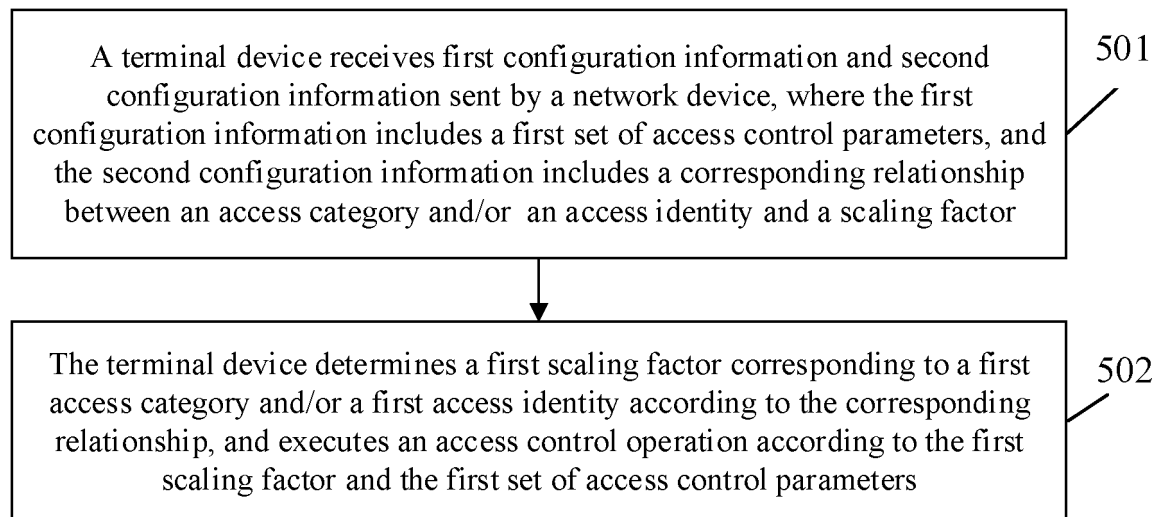 A terminal device receives first configuration information and second
configuration information sent by a network device, where the first
configuration information includes a first set of access control parameters, and
the second configuration information includes a corresponding relationship
between an access category and/or an access identity and a scaling factor
501
The terminal device determines a first scaling factor corresponding to a first
access category and/or a first access identity according to the corresponding
relationship, and executes an access control operation according to the first
scaling factor and the first set of access control parameters
502